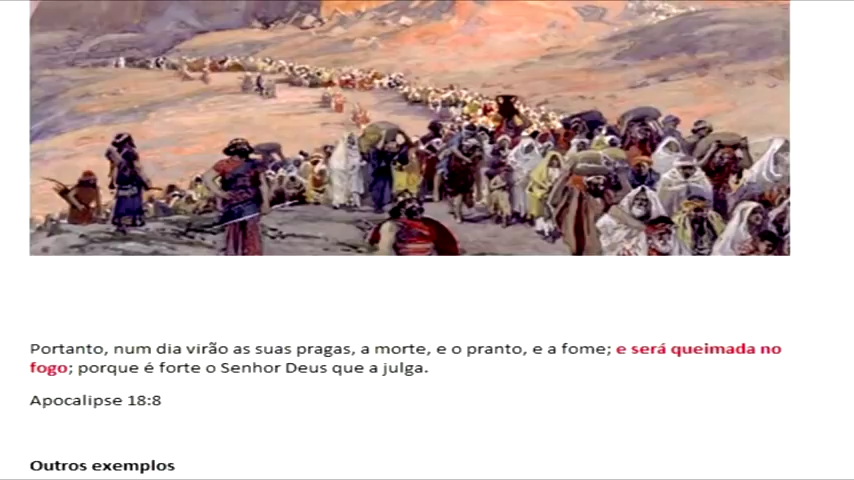 Portanto, num dia virão as suas pragas, a morte, e o pranto, e a fome; e será queimada no
fogo; porque é forte o Senhor Deus que a julga.
Apocalipse 18:8
Outros exemplos